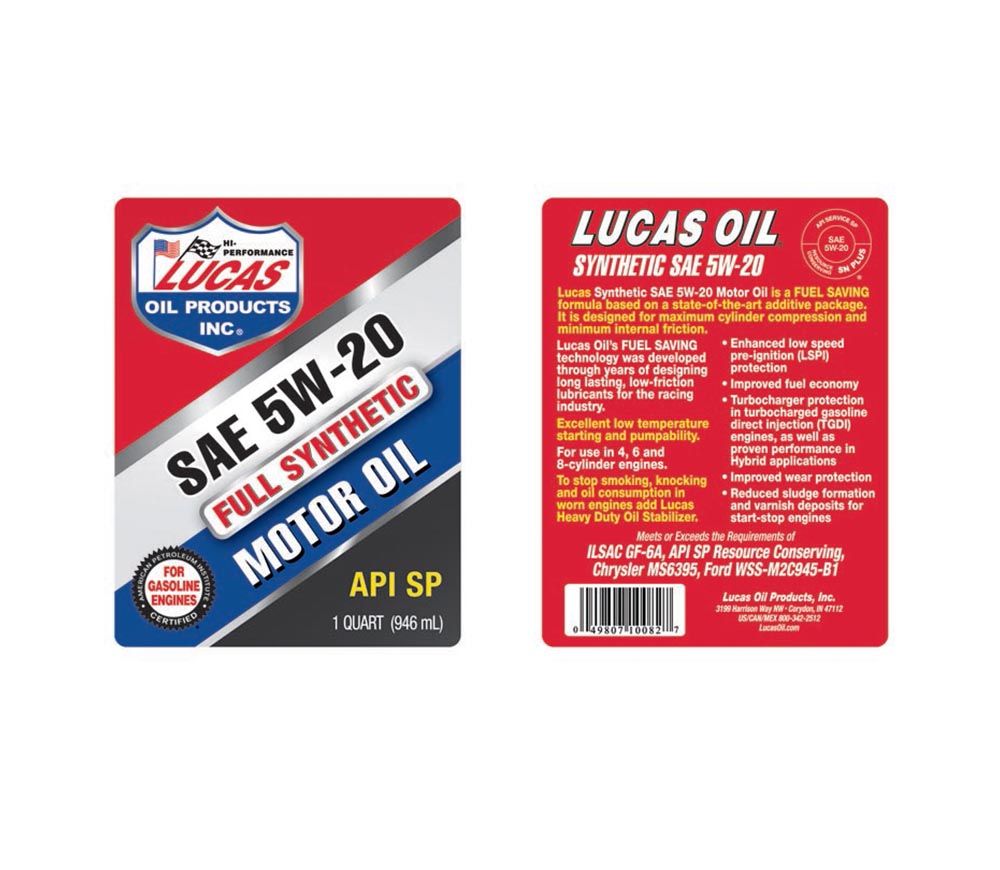 HI-
PERFORMANCE
LUCAS
OIL PRODUCTS
INC®
SAE 5W-20
FULL SYNTHETIC
MOTOR OIL
AMERICAN PETROLEUM INSTITUTE
FOR
GASOLINE
ENGINES
CERTIFIED
API SP
1 QUART (946 mL)
LUCAS OIL
SYNTHETIC SAE 5W-20
API SERVICE SP
SAE
5W-20
RESOURCE
CONSERVING
SN PLUS
®
Lucas Synthetic SAE 5W-20 Motor Oil is a FUEL SAVING
formula based on a state-of-the-art additive package.
It is designed for maximum cylinder compression and
minimum internal friction.
Lucas Oil's FUEL SAVING
technology was developed
through years of designing
long lasting, low-friction
lubricants for the racing
industry.
Excellent low temperature
starting and pumpability.
For use in 4, 6 and
8-cylinder engines.
To stop smoking, knocking
and oil consumption in
worn engines add Lucas
Heavy Duty Oil Stabilizer.
• Enhanced low speed
pre-ignition (LSPI)
protection
• Improved fuel economy
• Turbocharger protection
in turbocharged gasoline
direct injection (TGDI)
engines, as well as
proven performance in
Hybrid applications
• Improved wear protection
• Reduced sludge formation
and varnish deposits for
start-stop engines
Meets or Exceeds the Requirements of
ILSAC GF-6A, API SP Resource Conserving,
Chrysler MS6395, Ford WSS-M2C945-B1
0 49807 10082 7
Lucas Oil Products, Inc.
3199 Harrison Way NW · Corydon, IN 47112
US/CAN/MEX 800-342-2512
LucasOil.com